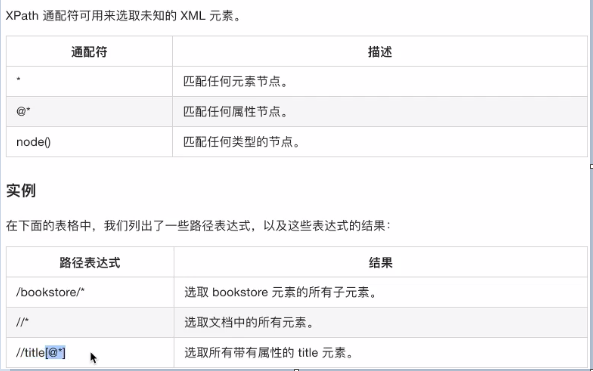 XPath 通配符可用来选取未知的 XML 元素。
通配符 描述
* 匹配任何元素节点。
@* 匹配任何属性节点。
node() 匹配任何类型的节点。
实例
在下面的表格中，我们列出了一些路径表达式，以及这些表达式的结果：
路径表达式 结果
/bookstore/* 选取 bookstore 元素的所有子元素。
//* 选取文档中的所有元素。
//title[@*] 选取所有带有属性的 title 元素。